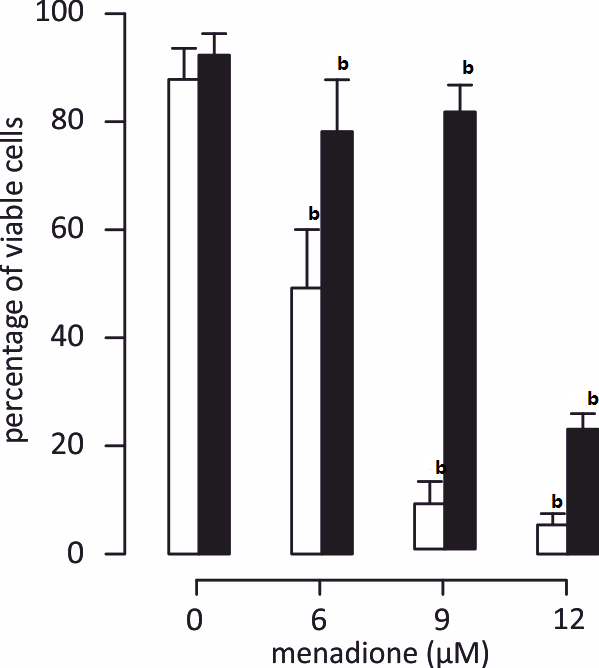 100
80
60
40
20
0
percentage of viable cells
b
b
b
b
b
b
0 6 9 12
menadione (µM)